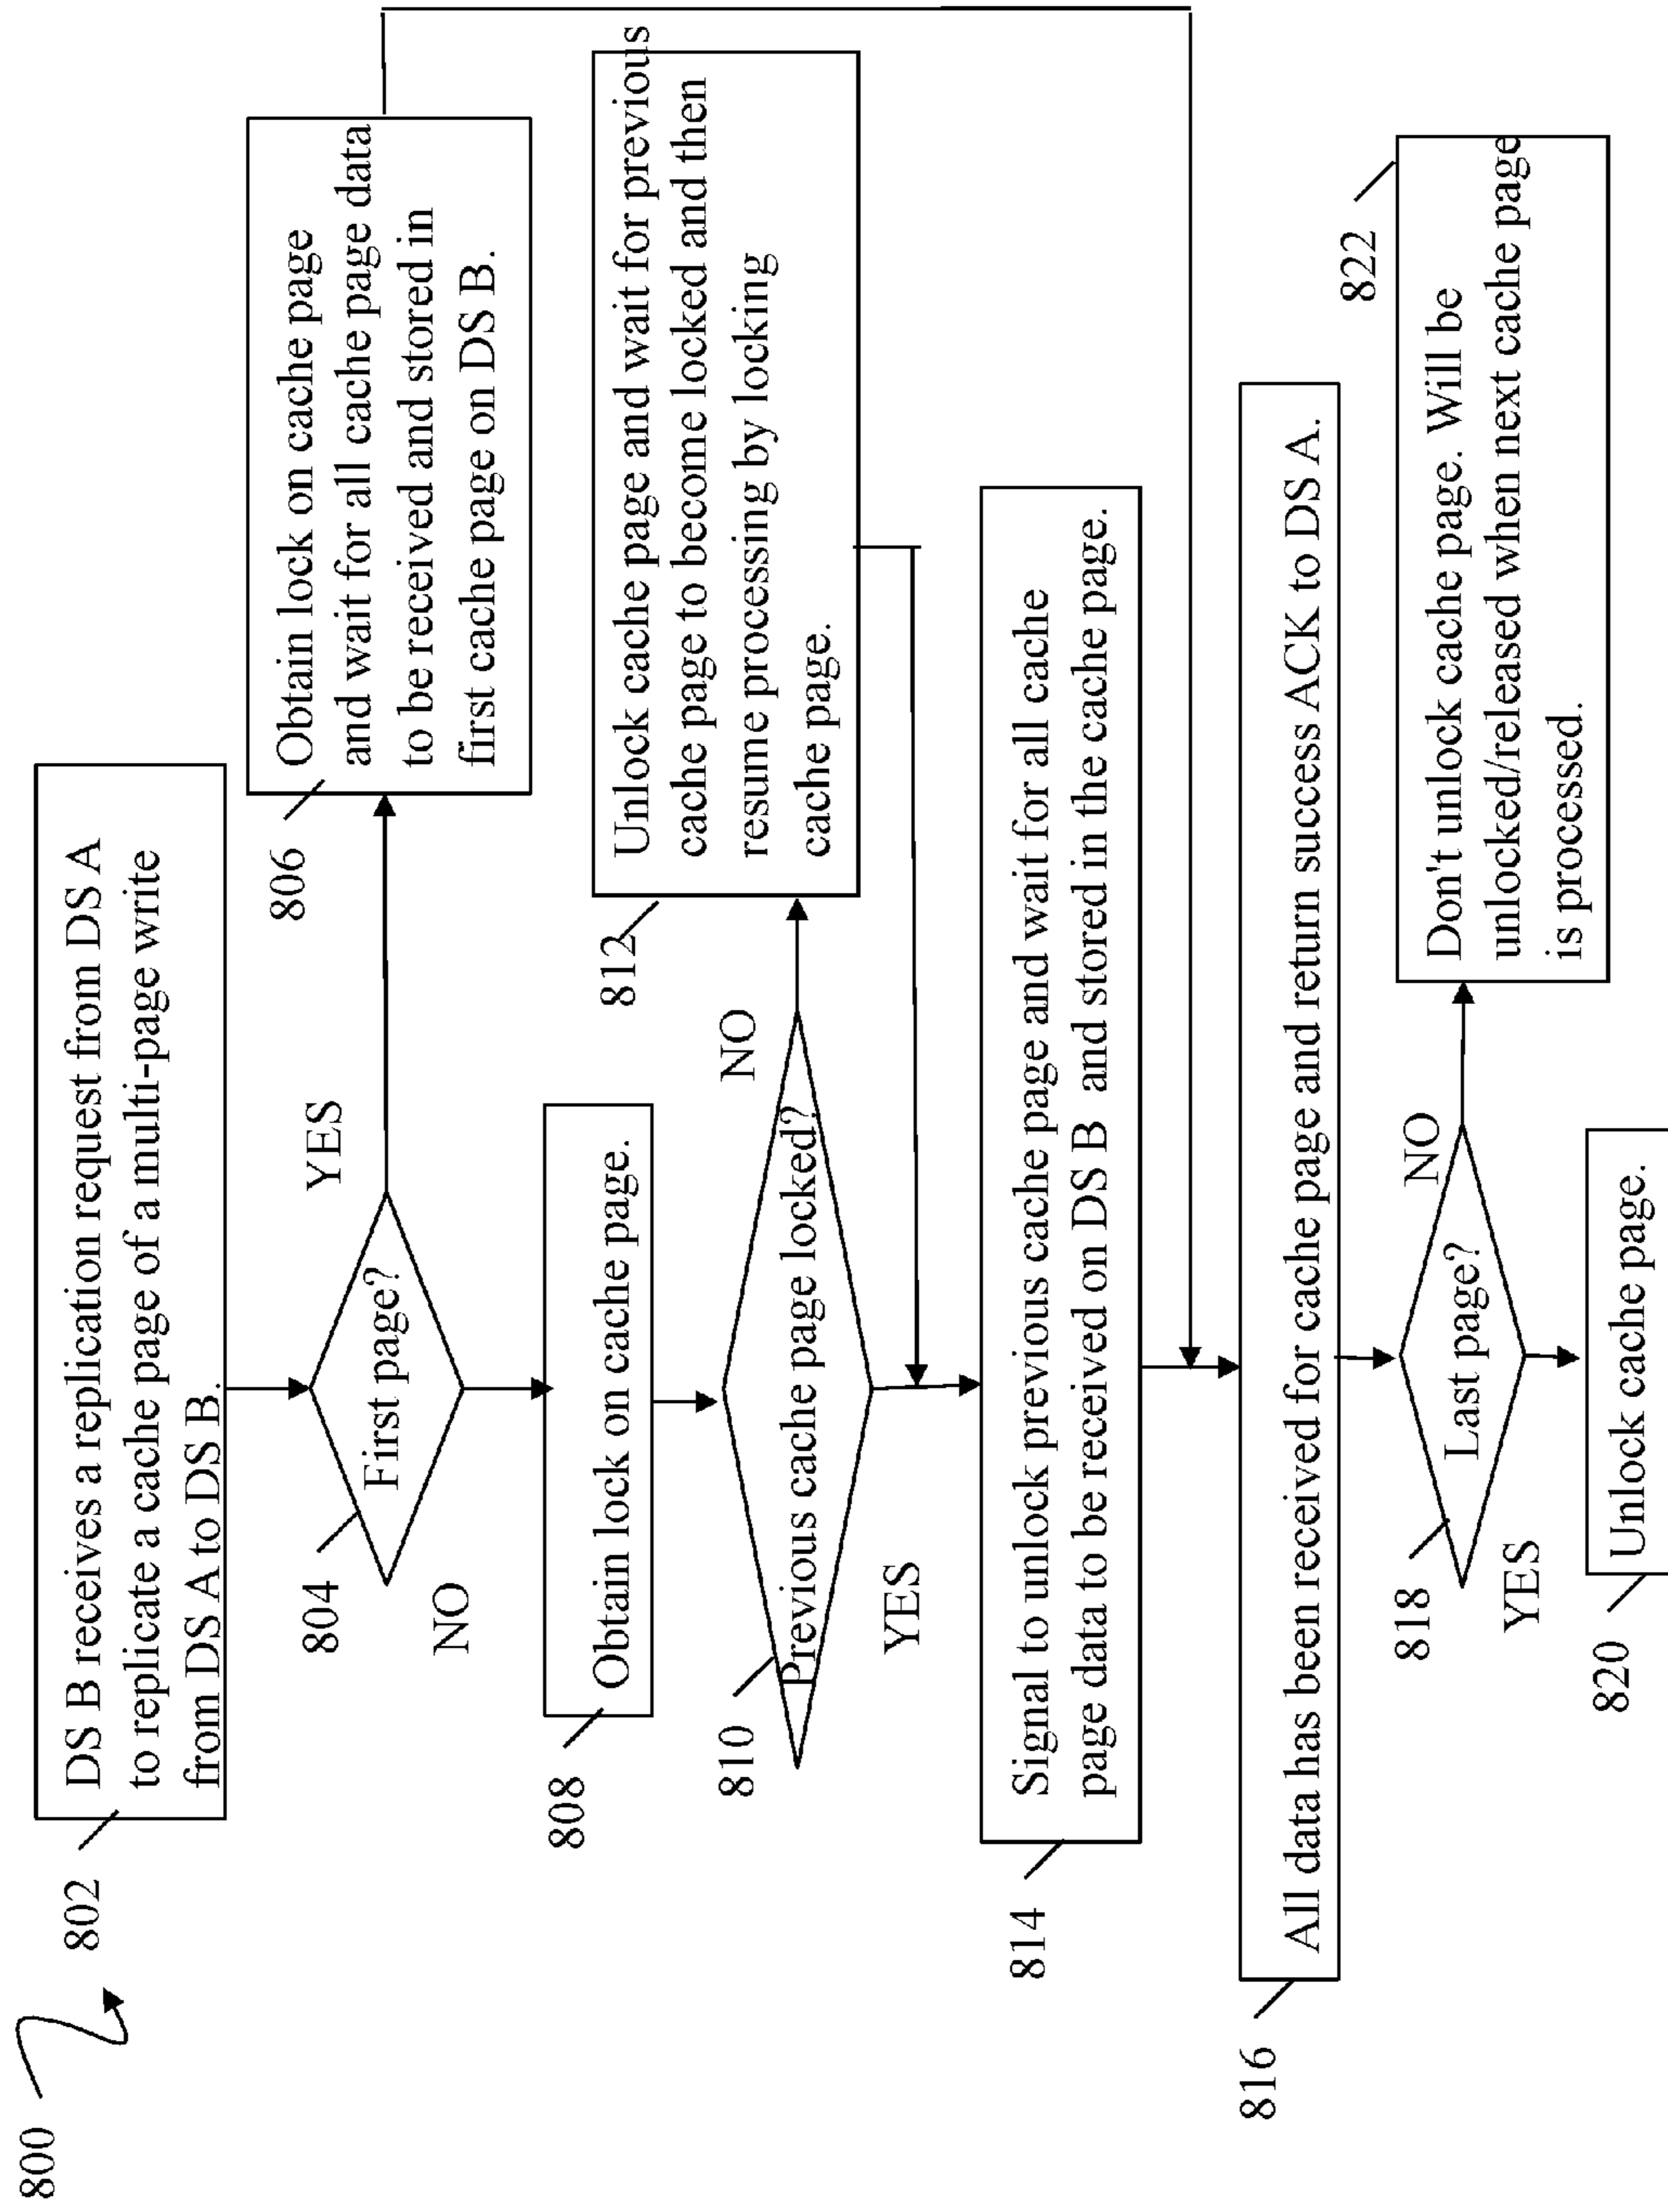 800
802
DS B receives a replication request from DS A
to replicate a cache page of a multi-page write
from DS A to DS B.
804
First page?
YES
NO
806
Obtain lock on cache page
and wait for all cache page data
to be received and stored in
first cache page on DS B.
808
Obtain lock on cache page.
810
Previous cache page locked?
NO
YES
812
Unlock cache page and wait for previous
cache page to become locked and then
resume processing by locking
cache page.
814
Signal to unlock previous cache page and wait for all cache
page data to be received on DS B and stored in the cache page.
816
All data has been received for cache page and return success ACK to DS A.
818
Last page?
NO
YES
822
Don't unlock cache page. Will be
unlocked/released when next cache page
is processed.
820
Unlock cache page.